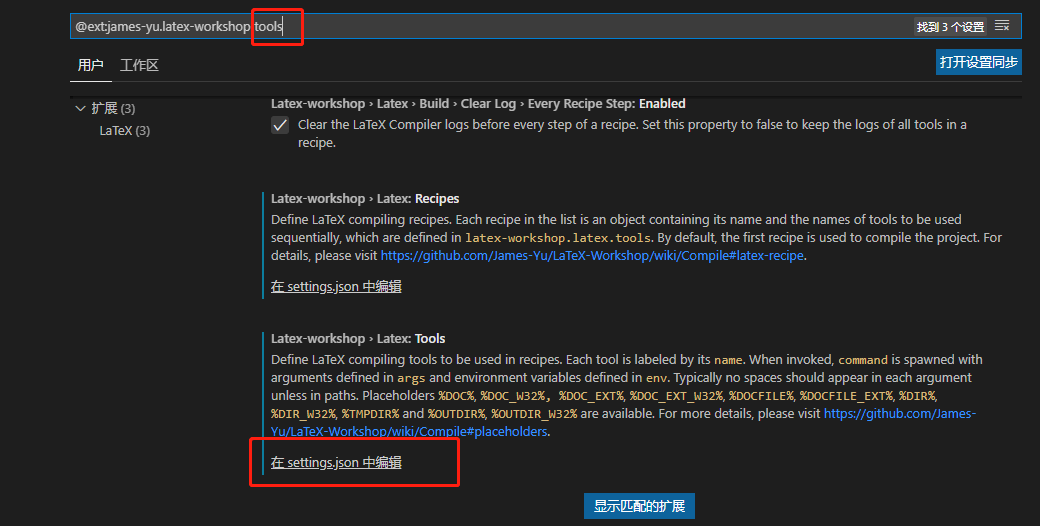 @ext:james-yu.latex-workshop tools
找到 3 个设置
用户 工作区
打开设置同步
扩展 (3)
LaTeX (3)
Latex-workshop › Latex › Build › Clear Log › Every Recipe Step: Enabled
Clear the LaTeX Compiler logs before every step of a recipe. Set this property to false to keep the logs of all tools in a
recipe.
Latex-workshop › Latex: Recipes
Define LaTeX compiling recipes. Each recipe in the list is an object containing its name and the names of tools to be used
sequentially, which are defined in latex-workshop.latex.tools. By default, the first recipe is used to compile the project. For
details, please visit https://github.com/James-Yu/LaTeX-Workshop/wiki/Compile#latex-recipe.
在 settings.json 中编辑
Latex-workshop › Latex: Tools
Define LaTeX compiling tools to be used in recipes. Each tool is labeled by its name. When invoked, command is spawned with
arguments defined in args and environment variables defined in env. Typically no spaces should appear in each argument
unless in paths. Placeholders %DOC%, %DOC_W32%, %DOC_EXT%, %DOC_EXT_W32%, %DOCFILE%, %DOCFILE_EXT%, %DIR%,
%DIR_W32%, %TMPDIR% and %OUTDIR%, %OUTDIR_W32% are available. For more details, please visit https://github.com/James-
Yu/LaTeX-Workshop/wiki/Compile#placeholders.
在 settings.json 中编辑
显示匹配的扩展